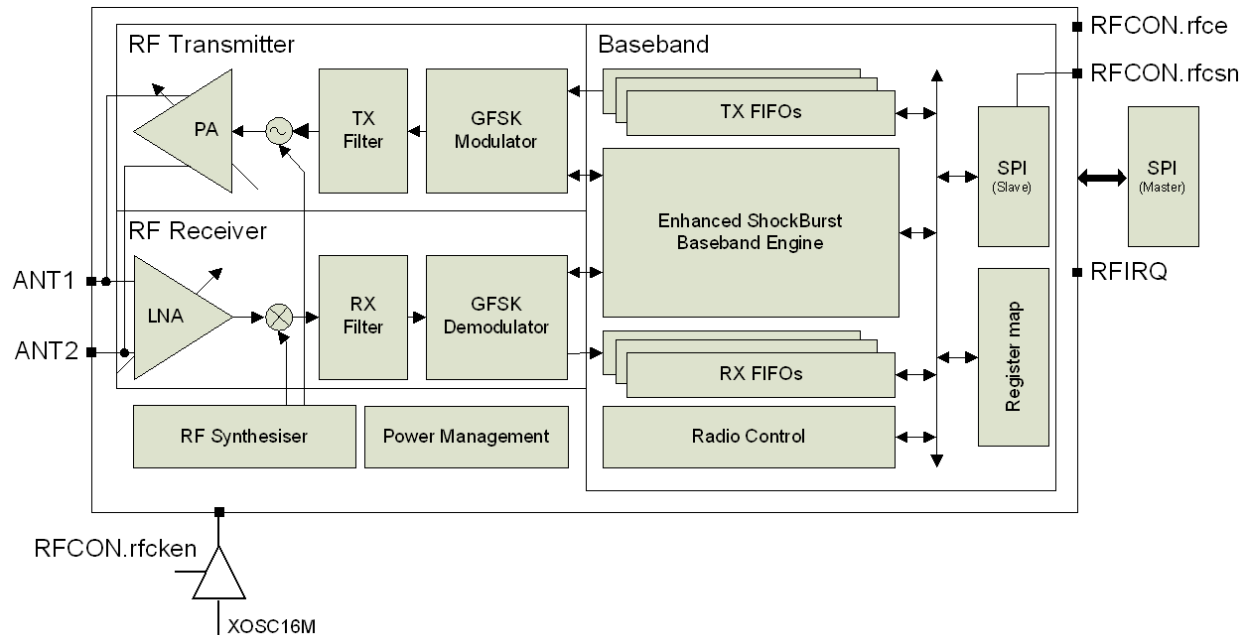 RF Transmitter
Baseband
RFCON.rfce
RFCON.rfcsn
PA
TX
Filter
GFSK
Modulator
TX FIFOs
SPI
(Slave)
SPI
(Master)
Enhanced ShockBurst
Baseband Engine
RF Receiver
ANT1
ANT2
LNA
RX
Filter
GFSK
Demodulator
RFIRQ
RX FIFOs
Register map
RF Synthesiser
Power Management
Radio Control
RFCON.rfcken
XOSC16M